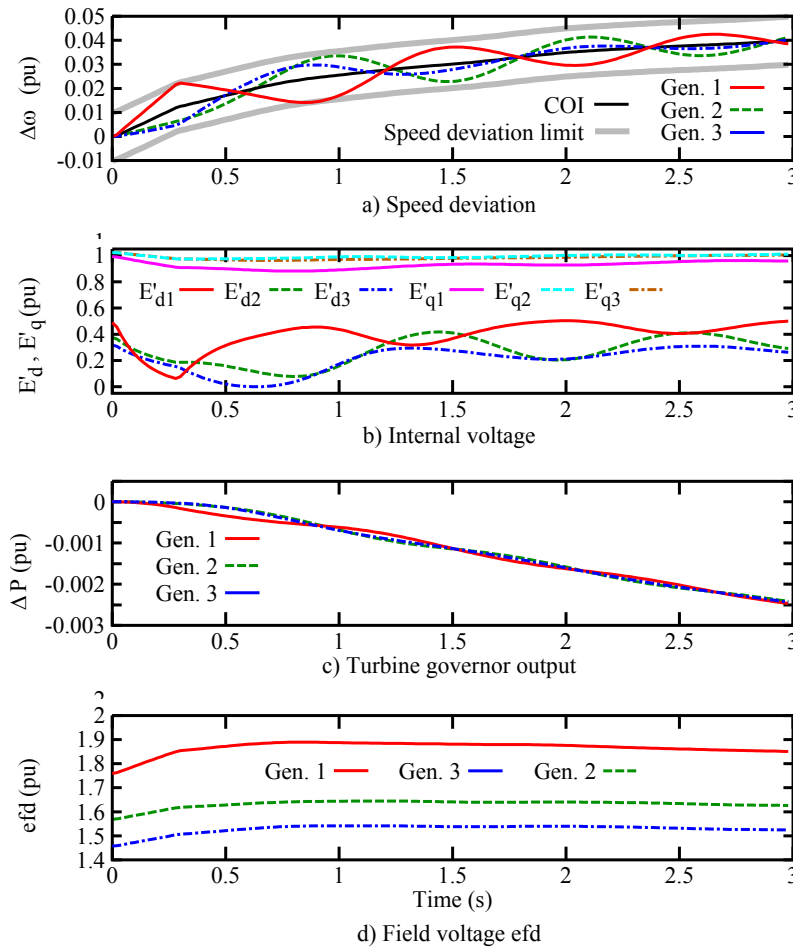 0.05
0.04
0.03
0.02
0.01
0
-0.01
Δω (pu)
COI
Speed deviation limit
Gen. 1
Gen. 2
Gen. 3
0 0.5 1 1.5 2 2.5 3
a) Speed deviation
1
1
0.8
0.6
0.4
0.2
0
E'd , E'q (pu)
E'd1 E'd2 E'd3 E'q1 E'q2 E'q3
0 0.5 1 1.5 2 2.5 3
b) Internal voltage
0
-0.001
-0.002
-0.003
Δ P (pu)
Gen. 1
Gen. 2
Gen. 3
0 0.5 1 1.5 2 2.5 3
c) Turbine governor output
2
1.9
1.8
1.7
1.6
1.5
1.4
efd (pu)
Gen. 1 Gen. 3 Gen. 2
0 0.5 1 1.5 2 2.5 3
Time (s)
d) Field voltage efd